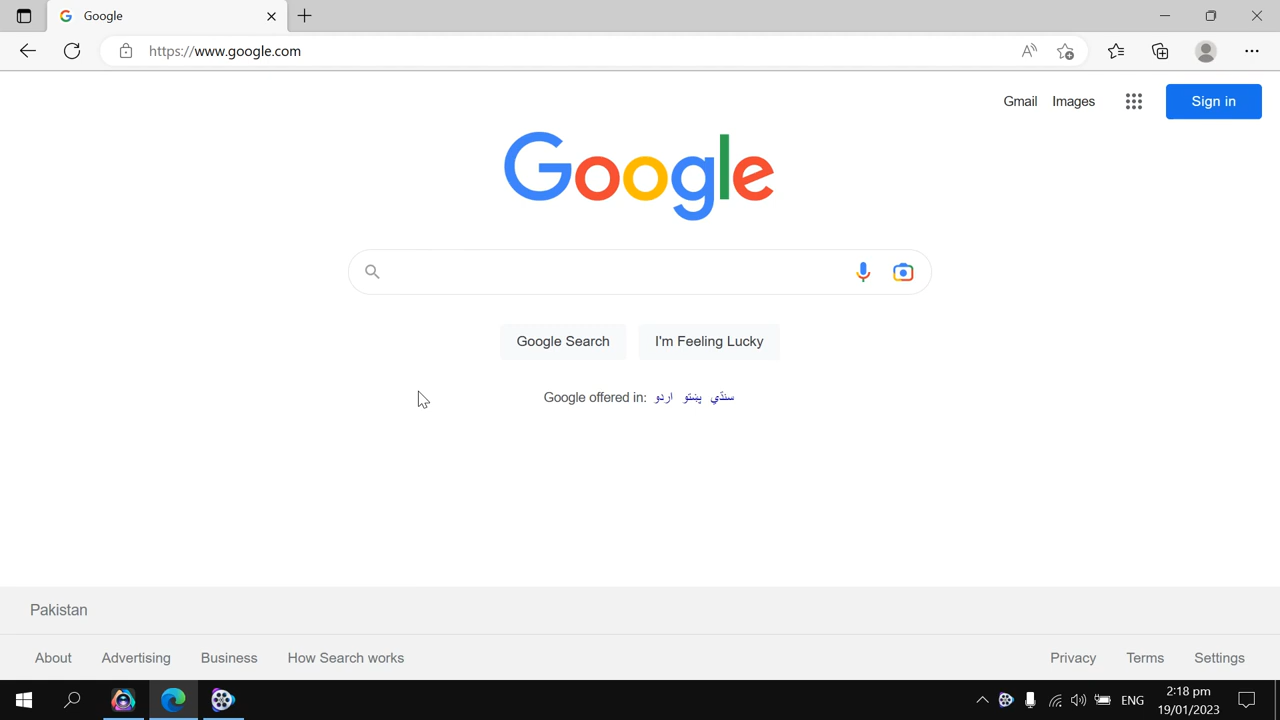 Google
https://www.google.com
Gmail Images Sign in
Google
Google Search I'm Feeling Lucky
Google offered in: اردو پښتو سنڌي
Pakistan
About Advertising Business How Search works Privacy Terms Settings
ENG 2:18 pm
19/01/2023